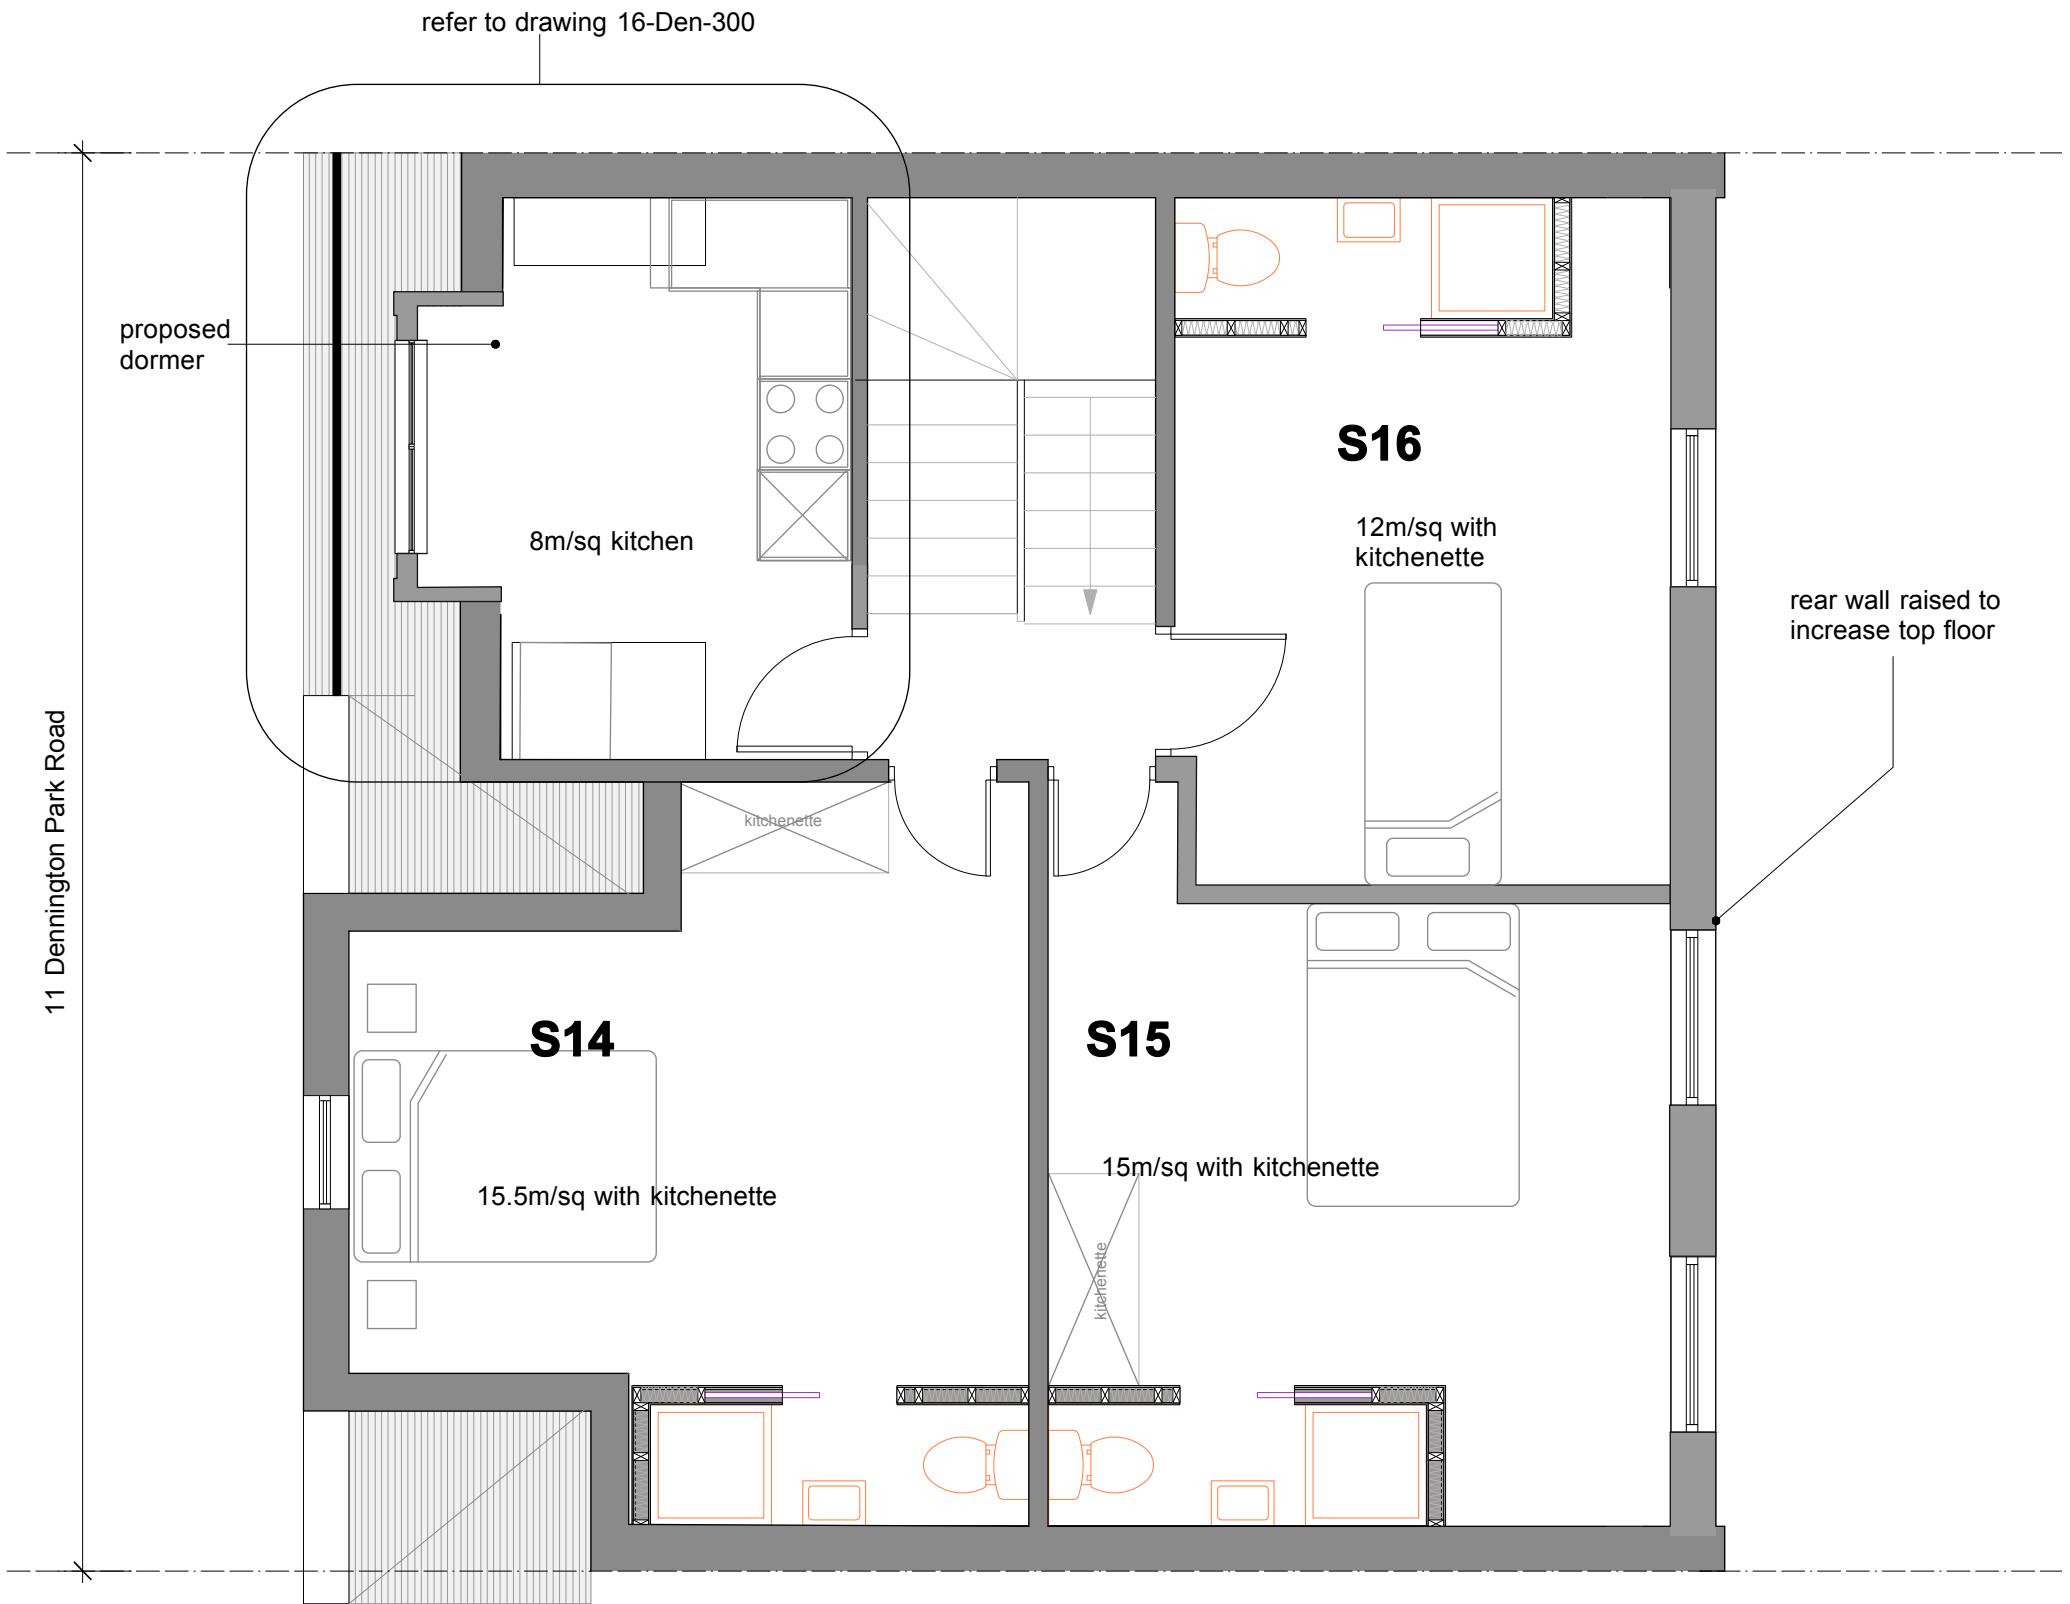 refer to drawing 16-Den-300
proposed
dormer
8m/sq kitchen
S16
12m/sq with
kitchenette
rear wall raised to
increase top floor
11 Dennington Park Road
kitchenette
S14
15.5m/sq with kitchenette
S15
15m/sq with kitchenette
kitchenette